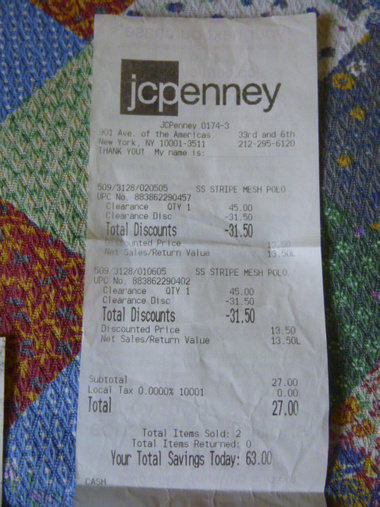 jcpenney
JCPenney 0174-3
901 Ave. of the Americas 33rd and 6th
New York, NY 10001-3511 212-295-6120
THANK YOU! My name is:
509/3128/020505 SS STRIPE MESH POLO
UPC No. 883862290457
Clearance QTY 1 45.00
Clearance Disc -31.50
Total Discounts -31.50
Discounted Price 13.50
Net Sales/Return Value 13.50L
509/3128/010605 SS STRIPE MESH POLO
UPC No. 883862290402
Clearance QTY 1 45.00
Clearance Disc -31.50
Total Discounts -31.50
Discounted Price 13.50
Net Sales/Return Value 13.50L
Subtotal 27.00
Local Tax 0.0000% 10001 0.00
Total 27.00
Total Items Sold: 2
Total Items Returned: 0
Your Total Savings Today: 63.00
CASH